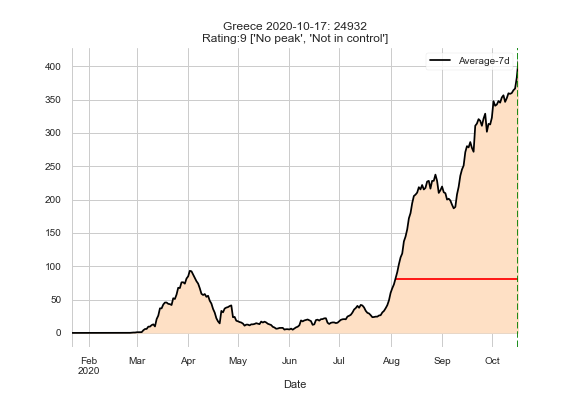 Greece 2020-10-17: 24932
Rating:9 ['No peak', 'Not in control']
Average-7d
400
350
300
250
200
150
100
50
0
Feb
2020
Mar
Apr
May
Jun
Jul
Aug
Sep
Oct
Date